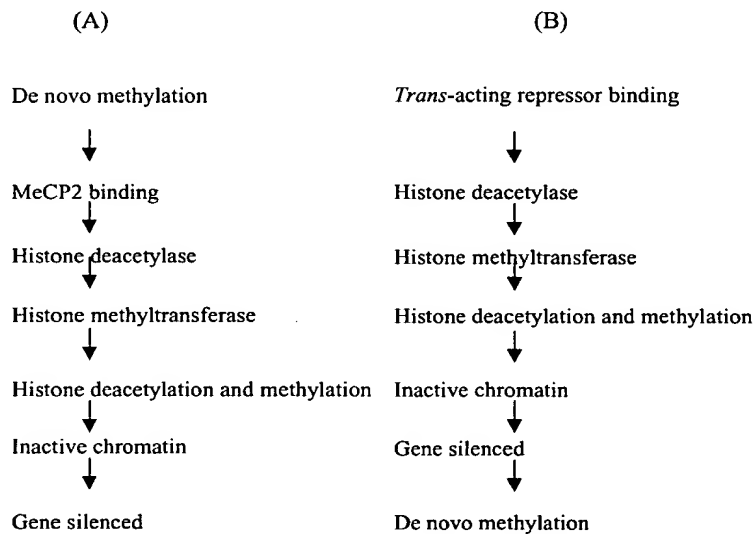 (A)
De novo methylation
MeCP2 binding
Histone deacetylase
Histone methyltransferase
Histone deacetylation and methylation
Inactive chromatin
Gene silenced
(B)
Trans-acting repressor binding
Histone deacetylase
Histone methyltransferase
Histone deacetylation and methylation
Inactive chromatin
Gene silenced
De novo methylation